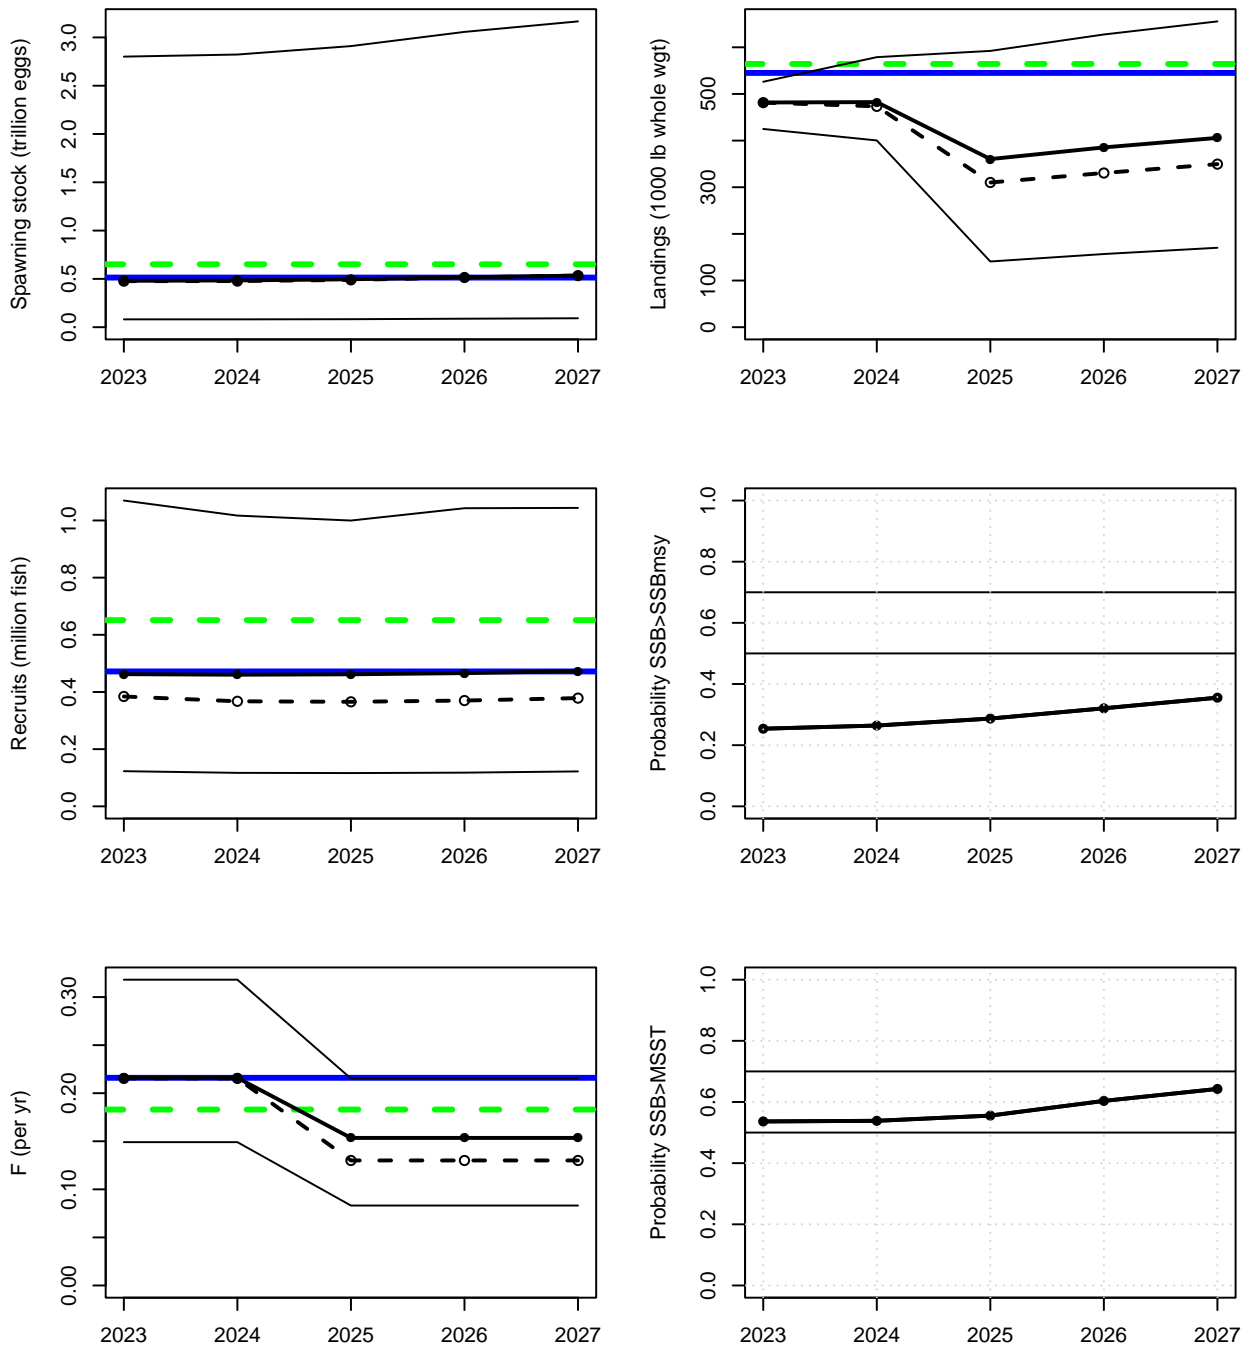 Spawning stock (trillion eggs)
0.0 0.5 1.0 1.5 2.0 2.5 3.0
2023 2024 2025 2026 2027
Landings (1000 lb whole wgt)
0 100 300 500
2023 2024 2025 2026 2027
Recruits (million fish)
0.0 0.2 0.4 0.6 0.8 1.0
2023 2024 2025 2026 2027
Probability SSB>SSBmsy
0.0 0.2 0.4 0.6 0.8 1.0
2023 2024 2025 2026 2027
F (per yr)
0.00 0.10 0.20 0.30
2023 2024 2025 2026 2027
Probability SSB>MSST
0.0 0.2 0.4 0.6 0.8 1.0
2023 2024 2025 2026 2027